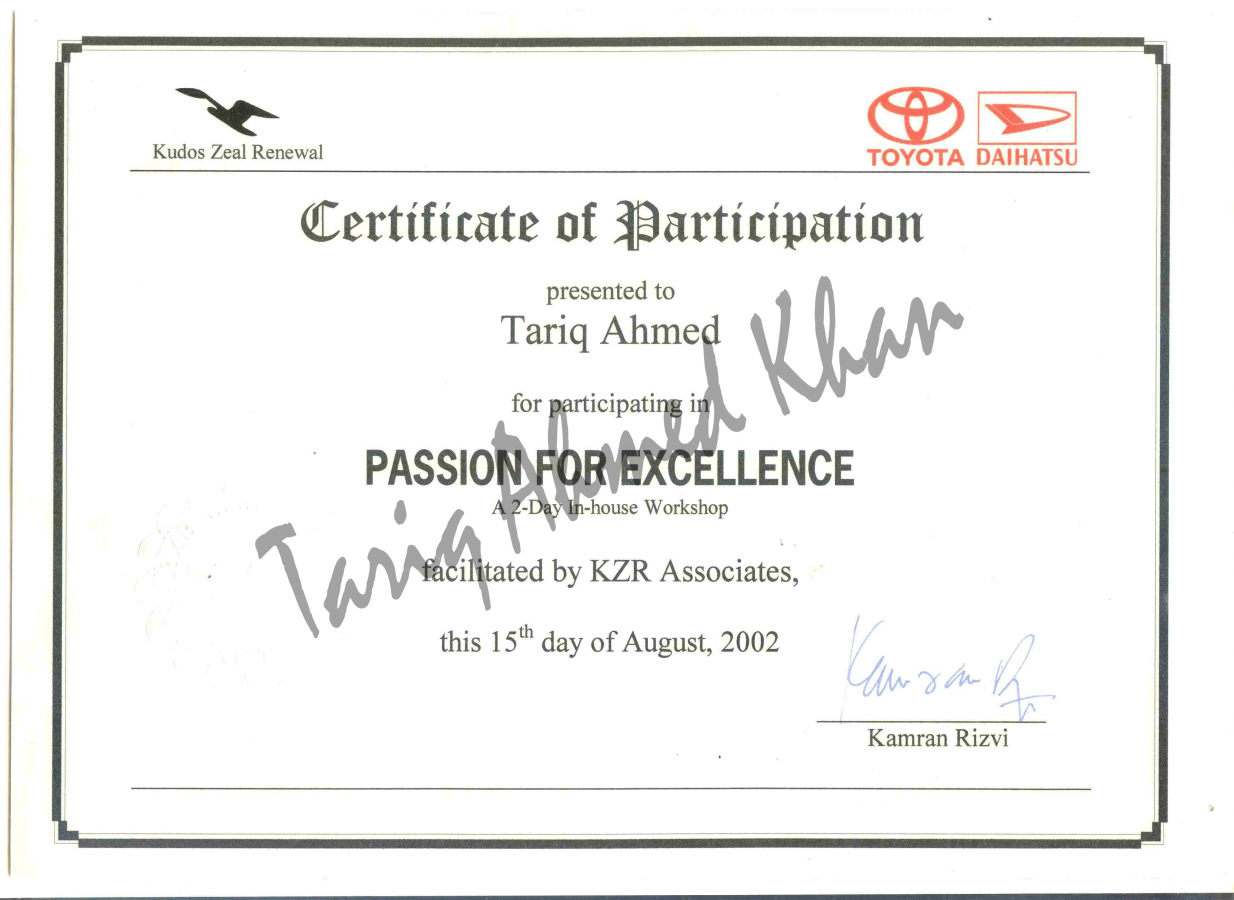 Kudos Zeal Renewal
TOYOTA DAIHATSU
Certificate of Participation
presented to
Tariq Ahmed
for participating in
PASSION FOR EXCELLENCE
A 2-Day In-house Workshop
facilitated by KZR Associates,
this 15th day of August, 2002
Kamran Rizvi
Tariq Ahmed Khan